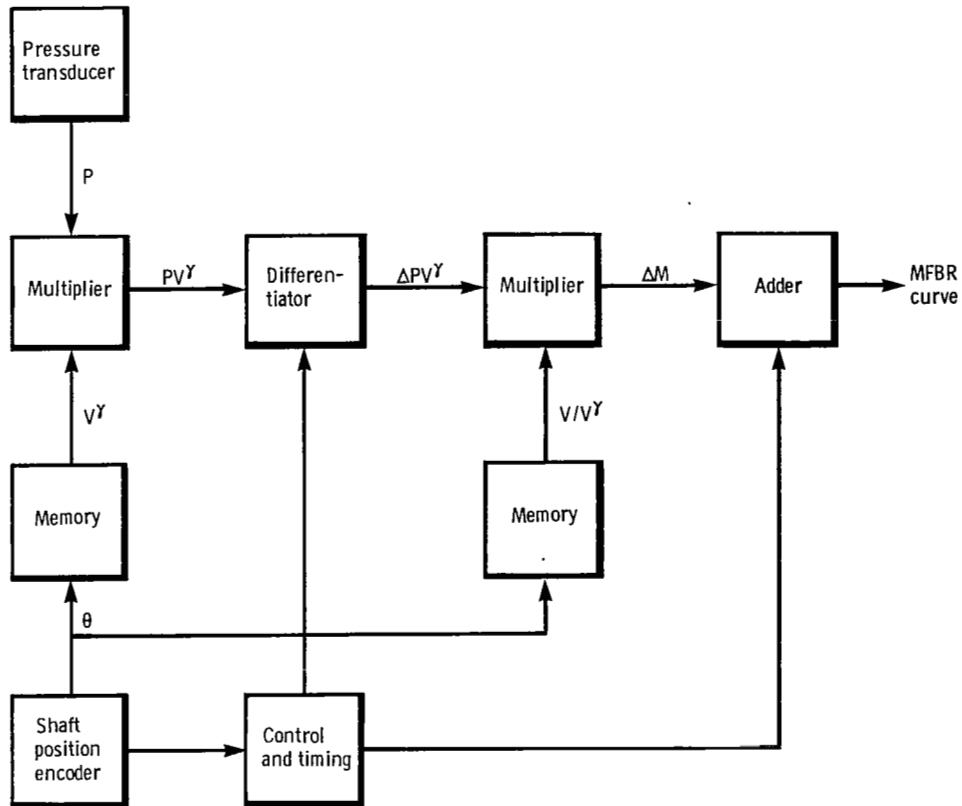 Pressure
transducer
P
Multiplier
PVᵞ
Differen-
tiator
ΔPVᵞ
Multiplier
ΔM
Adder
MFBR
curve
Vᵞ
V/Vᵞ
Memory
Memory
θ
Shaft
position
encoder
Control
and timing